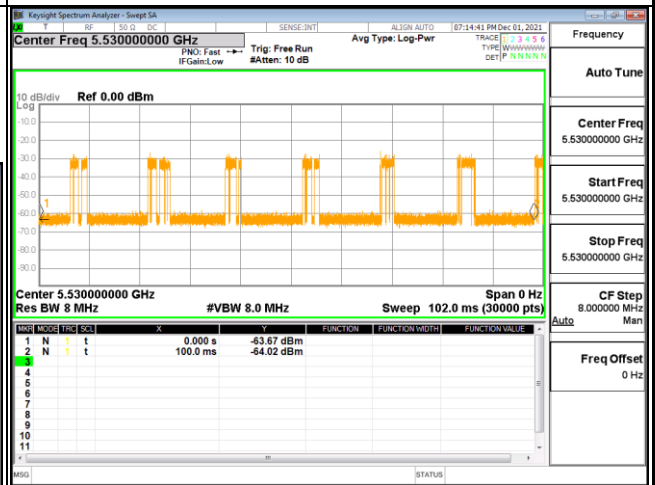 Keysight Spectrum Analyzer - Swept SA
T RF 50 Ω DC SENSE:INT ALIGN AUTO 07:14:41 PM Dec 01, 2021
Center Freq 5.530000000 GHz
PNO: Fast Trig: Free Run
IFGain:Low #Atten: 10 dB
Avg Type: Log-Pwr
TRACE 1 2 3 4 5 6
TYPE WWWWWWW
DET P N N N N N
Frequency
Auto Tune
10 dB/div Ref 0.00 dBm
Log
-10.0
-20.0
-30.0
-40.0
-50.0
-60.0
-70.0
-80.0
-90.0
1
Center 5.530000000 GHz Span 0 Hz
Res BW 8 MHz #VBW 8.0 MHz Sweep 102.0 ms (30000 pts)
Center Freq
5.530000000 GHz
Start Freq
5.530000000 GHz
Stop Freq
5.530000000 GHz
CF Step
8.000000 MHz
Auto Man
Freq Offset
0 Hz
MKR MODE TRC SCL X Y FUNCTION FUNCTION WIDTH FUNCTION VALUE
1 N 1 t 0.000 s -63.67 dBm
2 N 1 t 100.0 ms -64.02 dBm
3
4
5
6
7
8
9
10
11
MSG STATUS